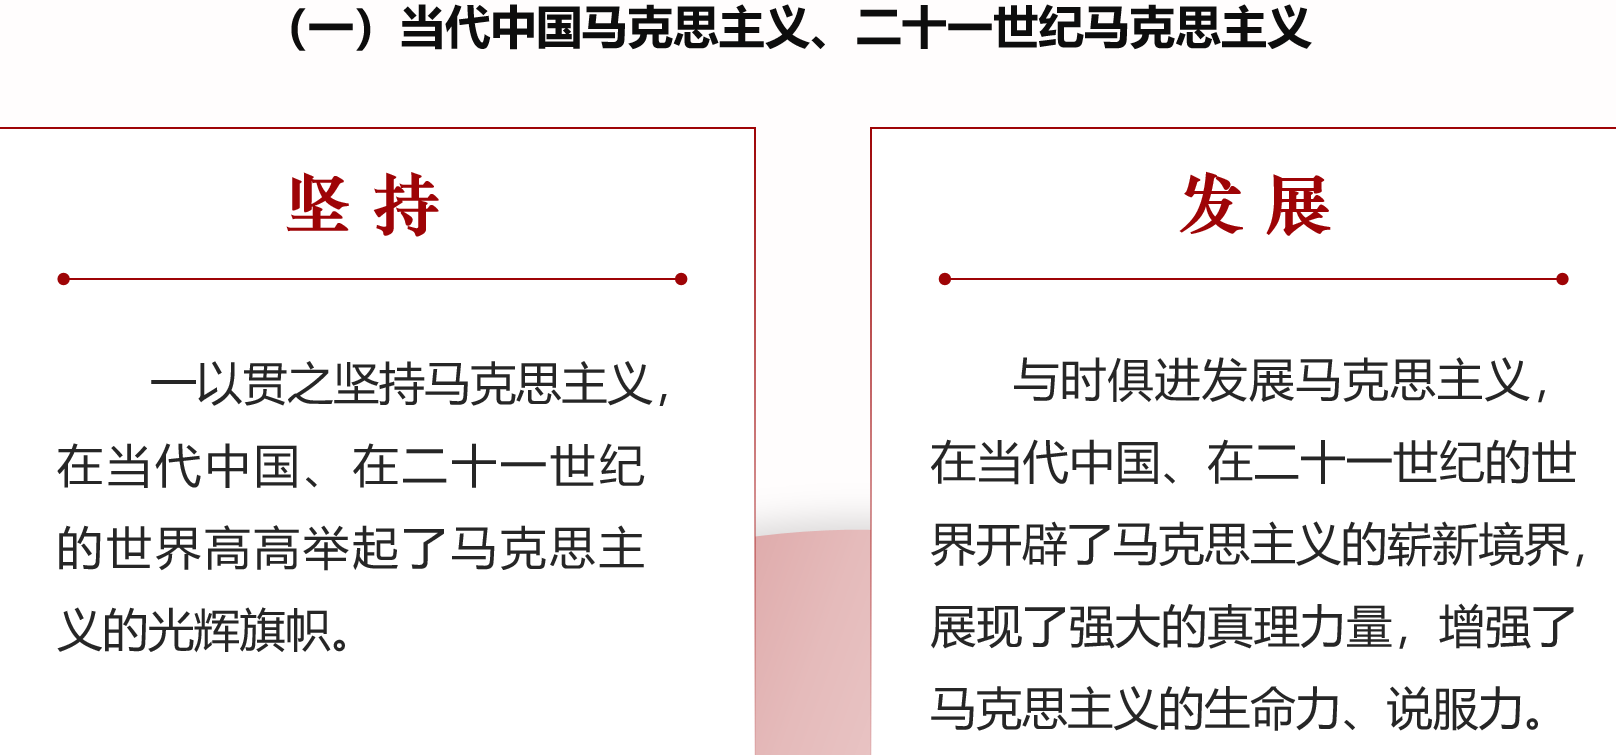 （一）当代中国马克思主义、二十一世纪马克思主义
坚持
一以贯之坚持马克思主义，
在当代中国、在二十一世纪
的世界高高举起了马克思主
义的光辉旗帜。
发展
与时俱进发展马克思主义，
在当代中国、在二十一世纪的世
界开辟了马克思主义的崭新境界，
展现了强大的真理力量，增强了
马克思主义的生命力、说服力。